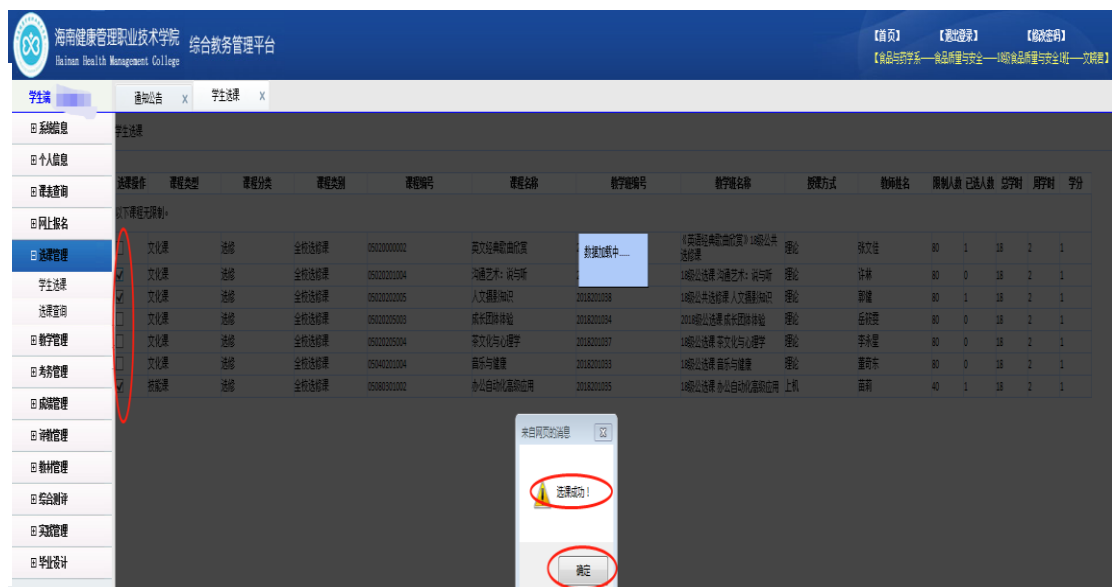 海南健康管理职业技术学院 综合教务管理平台
Hainan Health Management College
【首页】 【退出登录】 【修改密码】
【食品与药学系——食品质量与安全——18级食品质量与安全1班——文婧君】
学生端
通知公告 x 学生选课 x
系统信息
个人信息
课表查询
网上报名
选课管理
学生选课
选课查询
教学管理
考务管理
成绩管理
评教管理
教材管理
综合测评
实践管理
毕业设计
学生选课
选课操作 课程类型 课程分类 课程类别 课程编号 课程名称 教学班编号 教学班名称 授课方式 教师姓名 限制人数 已选人数 总学时 周学时 学分
以下课程无限制:
文化课 选修 全校选修课 05020000002 英文经典歌曲欣赏 《英语经典歌曲欣赏》18级公共选修课 理论 张文佳 80 1 18 2 1
文化课 选修 全校选修课 05020201004 沟通艺术：说与听 18级公选课 沟通艺术：说与听 理论 许林 80 0 18 2 1
文化课 选修 全校选修课 05020202005 人文摄影知识 2018201038 18级公共选修课 人文摄影知识 理论 郭健 80 1 18 2 1
文化课 选修 全校选修课 05020205003 成长团体体验 2018201034 2018级公选课 成长团体体验 理论 80 0 18 2 1
文化课 选修 全校选修课 05020205004 茶文化与心理学 2018201037 18级公选课 茶文化与心理学 理论 李永星 80 0 18 2 1
文化课 选修 全校选修课 05040201004 音乐与健康 2018201033 18级公选课 音乐与健康 理论 董奇东 80 0 18 2 1
技能课 选修 全校选修课 05080301002 办公自动化高级应用 2018201035 18级公选课 办公自动化高级应用 上机 苗莉 40 1 18 2 1
数据加载中......
来自网页的消息
选课成功！
确定